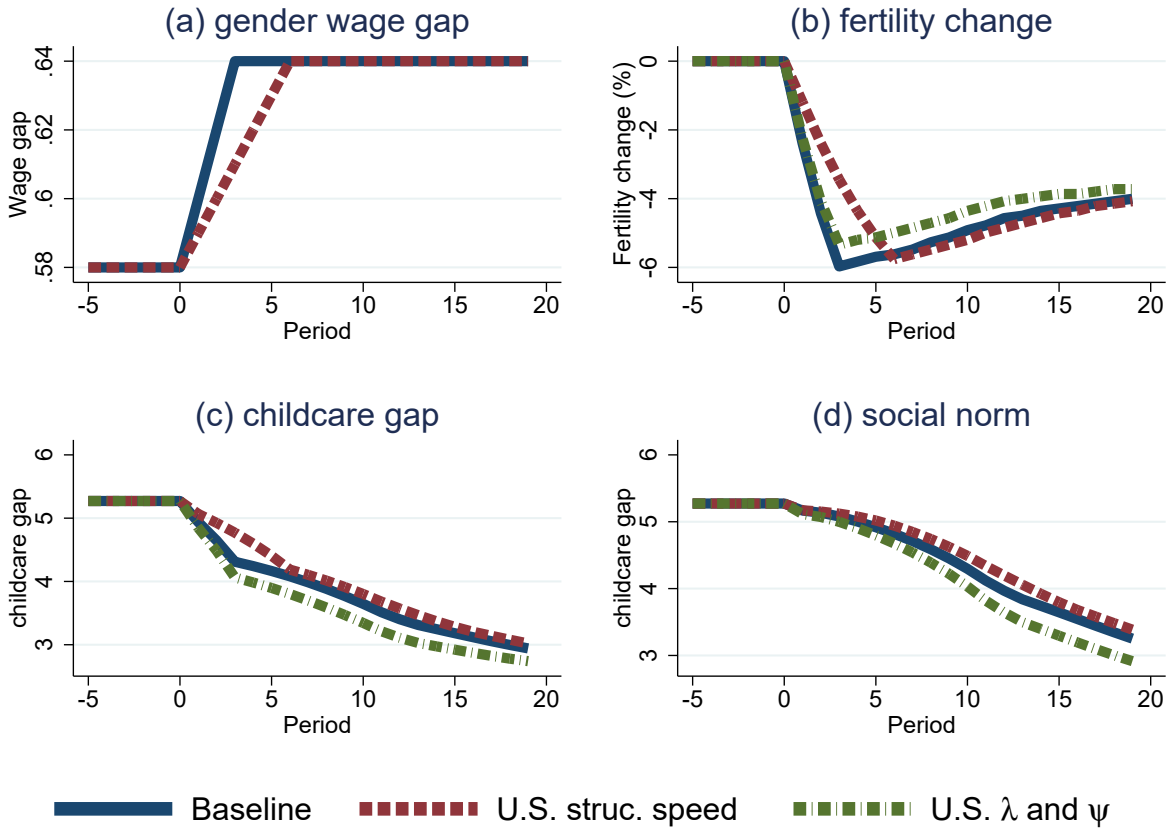 (a) gender wage gap
Wage gap
.64
.62
.6
.58
-5 0 5 10 15 20
Period
(b) fertility change
Fertility change (%)
0
-2
-4
-6
-5 0 5 10 15 20
Period
(c) childcare gap
childcare gap
6
5
4
3
-5 0 5 10 15 20
Period
(d) social norm
childcare gap
6
5
4
3
-5 0 5 10 15 20
Period
Baseline U.S. struc. speed U.S. λ and ψ